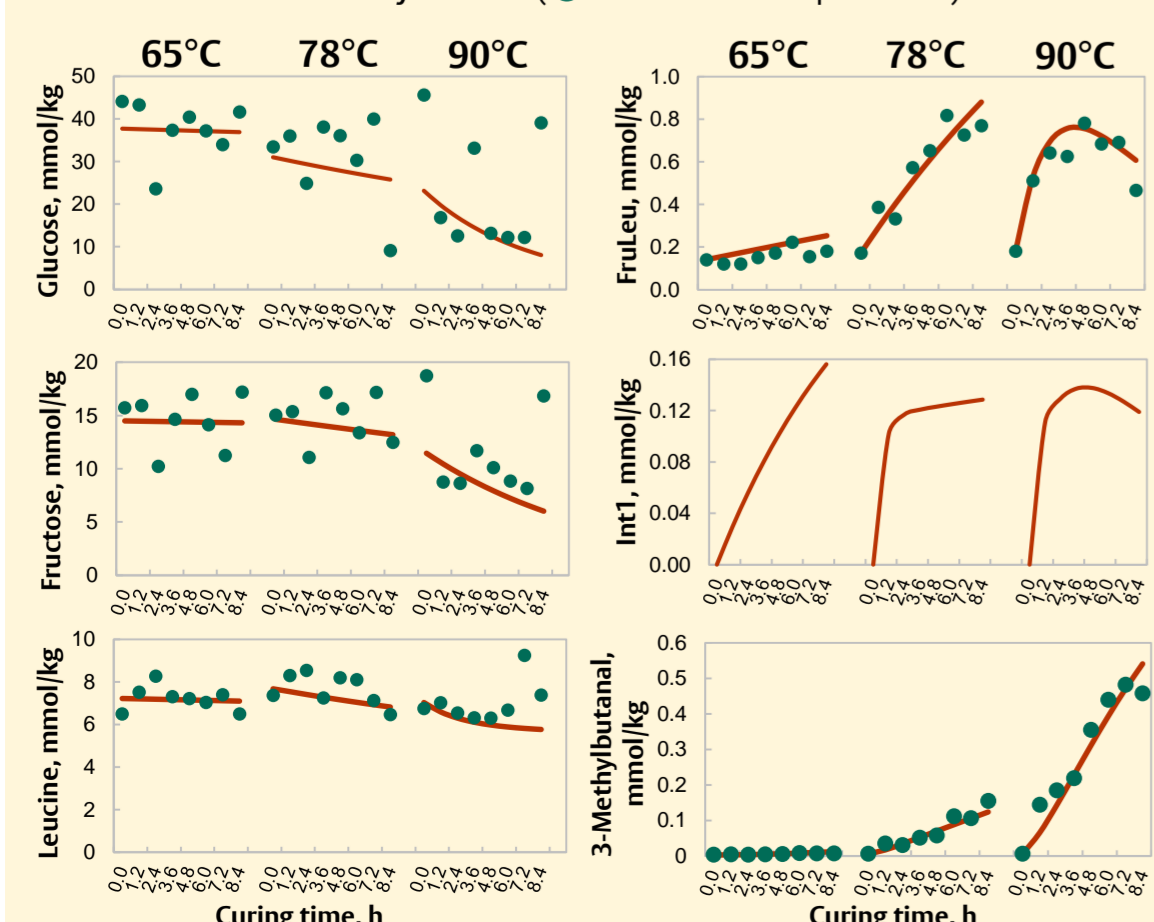 65°C 78°C 90°C
Glucose, mmol/kg
50
40
30
20
10
0
0.0 1.2 2.4 3.6 4.8 6.0 7.2 8.4 0.0 1.2 2.4 3.6 4.8 6.0 7.2 8.4 0.0 1.2 2.4 3.6 4.8 6.0 7.2 8.4
65°C 78°C 90°C
FruLeu, mmol/kg
1.0
0.8
0.6
0.4
0.2
0.0
0.0 1.2 2.4 3.6 4.8 6.0 7.2 8.4 0.0 1.2 2.4 3.6 4.8 6.0 7.2 8.4 0.0 1.2 2.4 3.6 4.8 6.0 7.2 8.4
Fructose, mmol/kg
20
15
10
5
0
0.0 1.2 2.4 3.6 4.8 6.0 7.2 8.4 0.0 1.2 2.4 3.6 4.8 6.0 7.2 8.4 0.0 1.2 2.4 3.6 4.8 6.0 7.2 8.4
Int1, mmol/kg
0.16
0.12
0.08
0.04
0.00
0.0 1.2 2.4 3.6 4.8 6.0 7.2 8.4 0.0 1.2 2.4 3.6 4.8 6.0 7.2 8.4 0.0 1.2 2.4 3.6 4.8 6.0 7.2 8.4
Leucine, mmol/kg
10
8
6
4
2
0
0.0 1.2 2.4 3.6 4.8 6.0 7.2 8.4 0.0 1.2 2.4 3.6 4.8 6.0 7.2 8.4 0.0 1.2 2.4 3.6 4.8 6.0 7.2 8.4
Curing time, h
3-Methylbutanal,
mmol/kg
0.6
0.5
0.4
0.3
0.2
0.1
0
0.0 1.2 2.4 3.6 4.8 6.0 7.2 8.4 0.0 1.2 2.4 3.6 4.8 6.0 7.2 8.4 0.0 1.2 2.4 3.6 4.8 6.0 7.2 8.4
Curing time, h